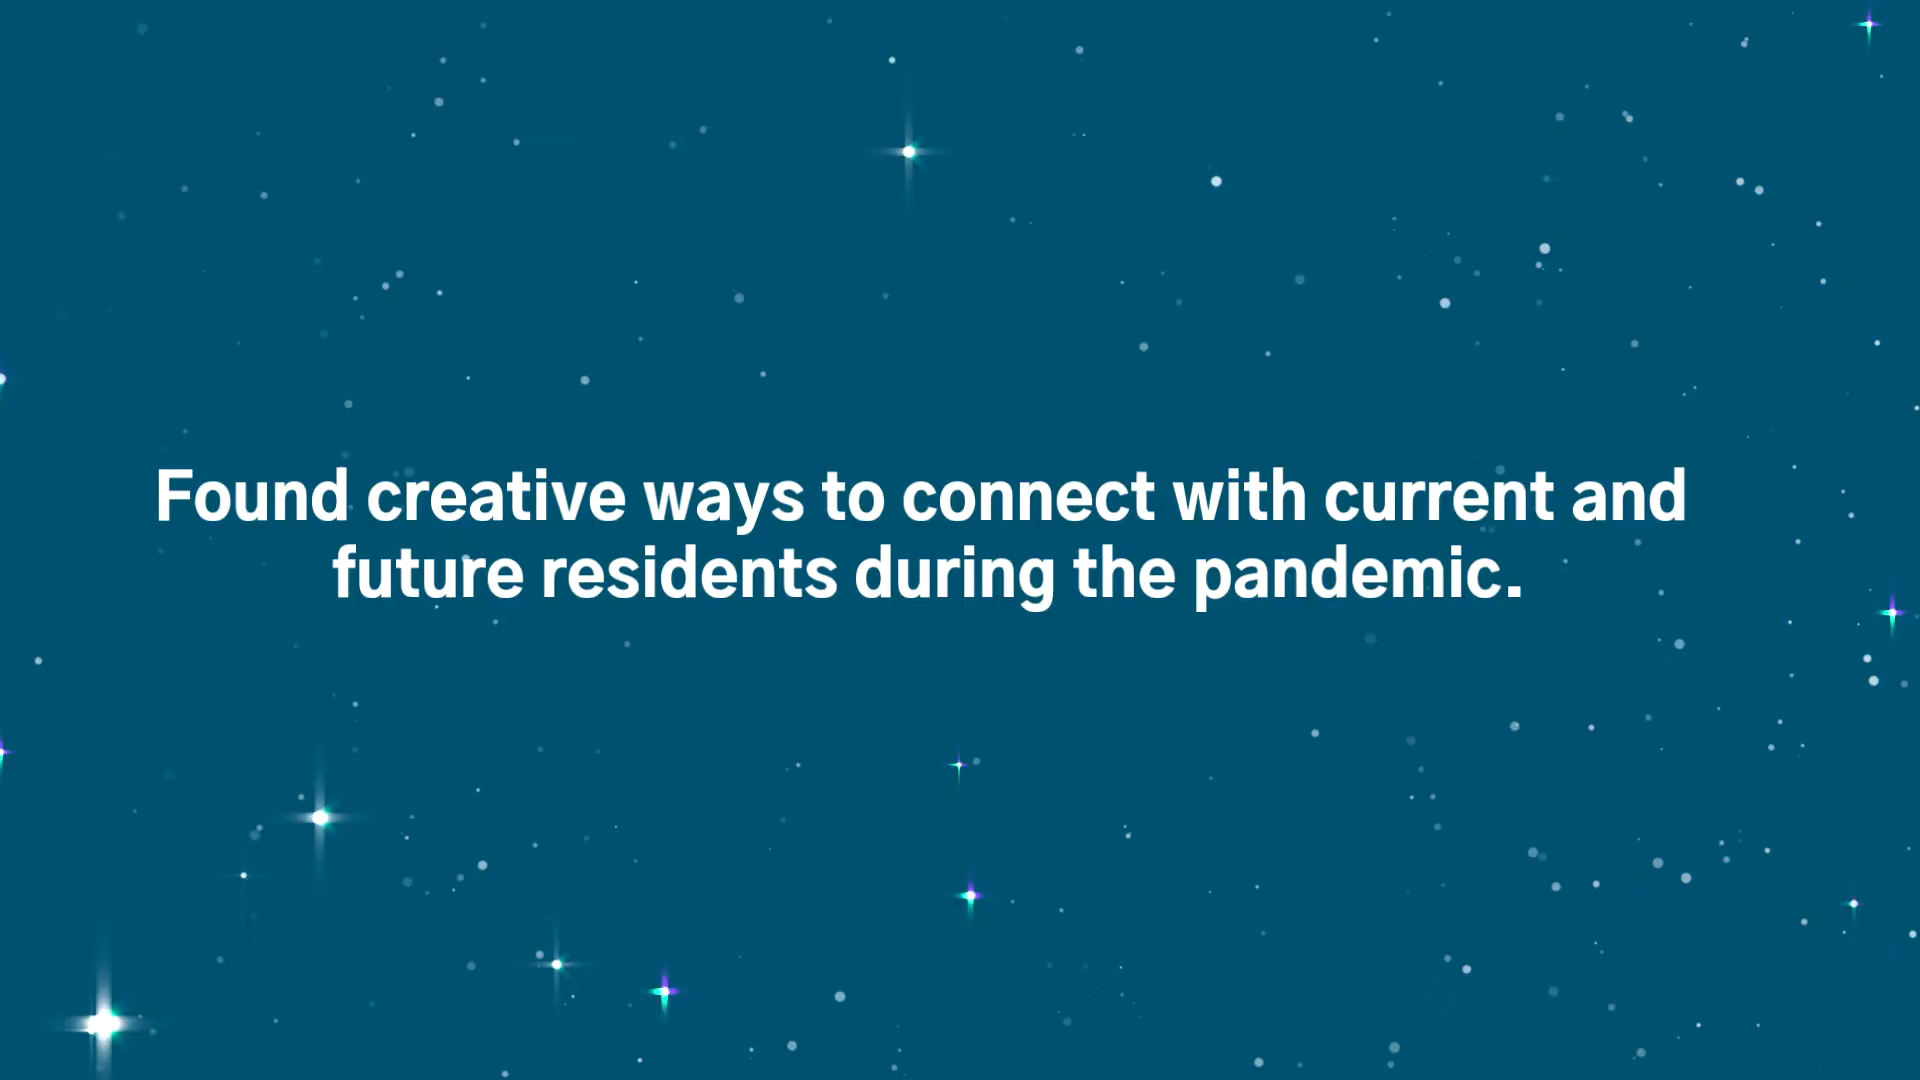 Found creative ways to connect with current and
future residents during the pandemic.